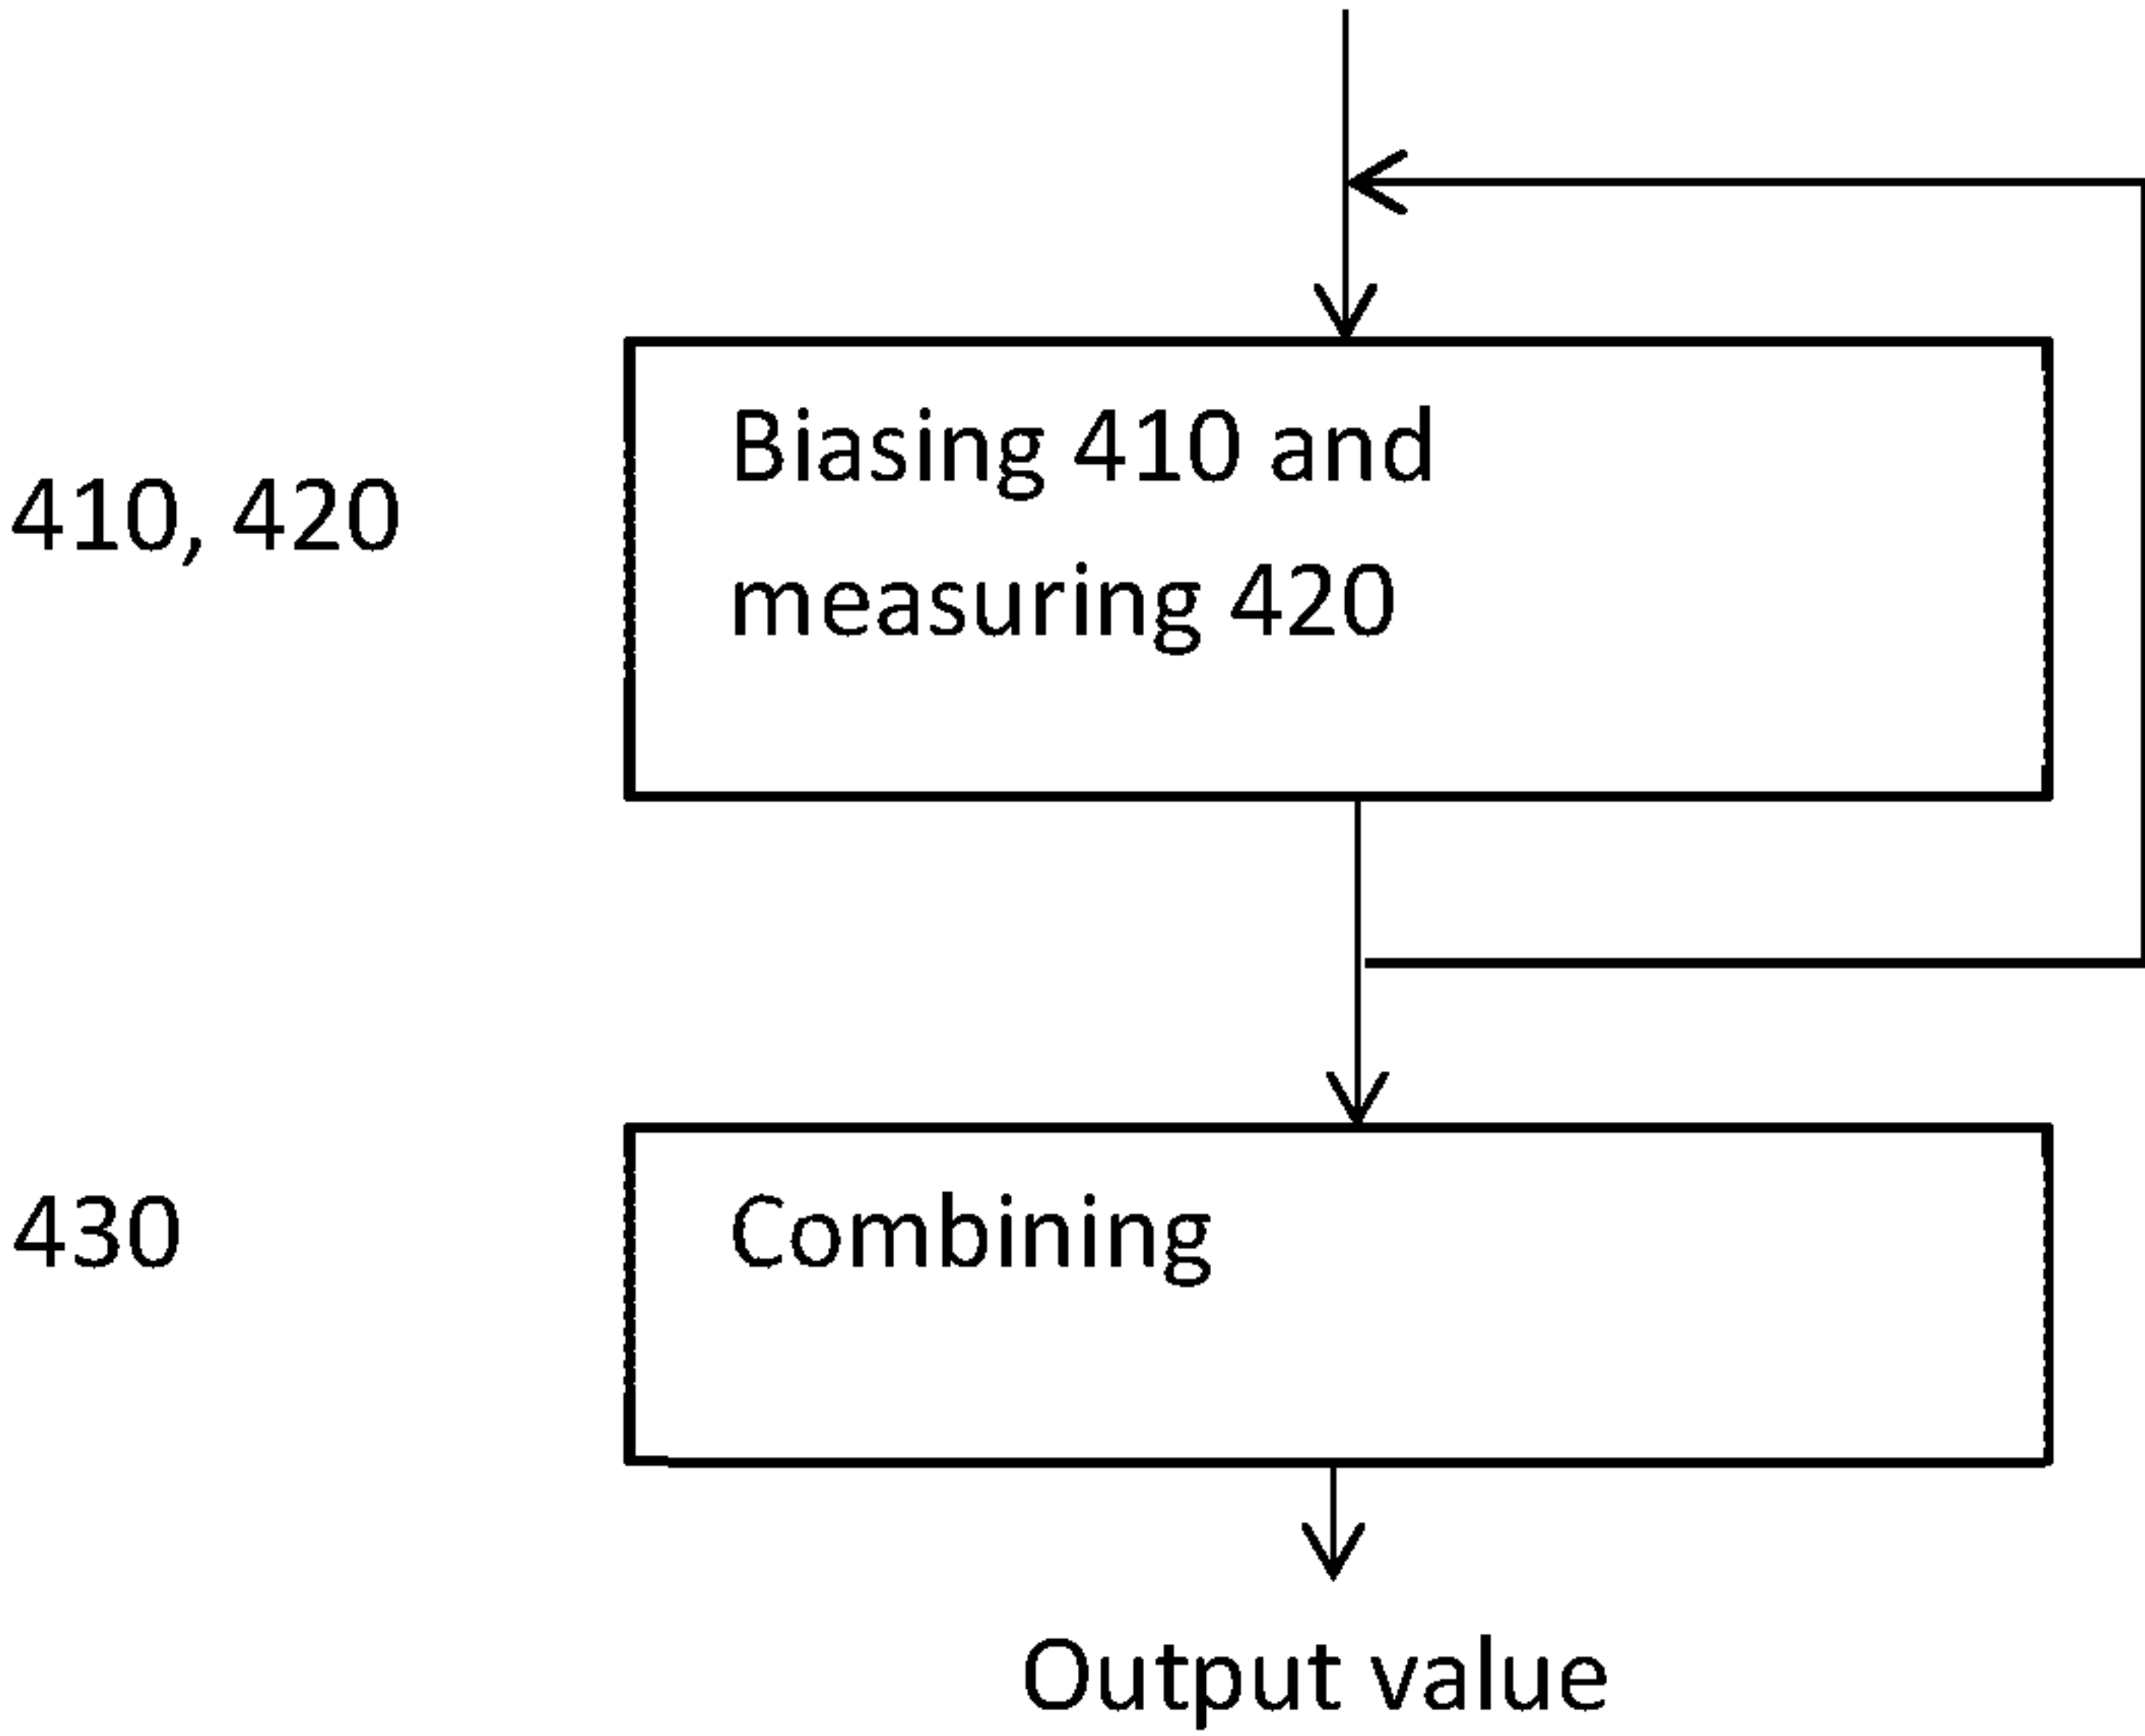 Biasing 410 and
measuring 420
410, 420
Combining
430
Output value